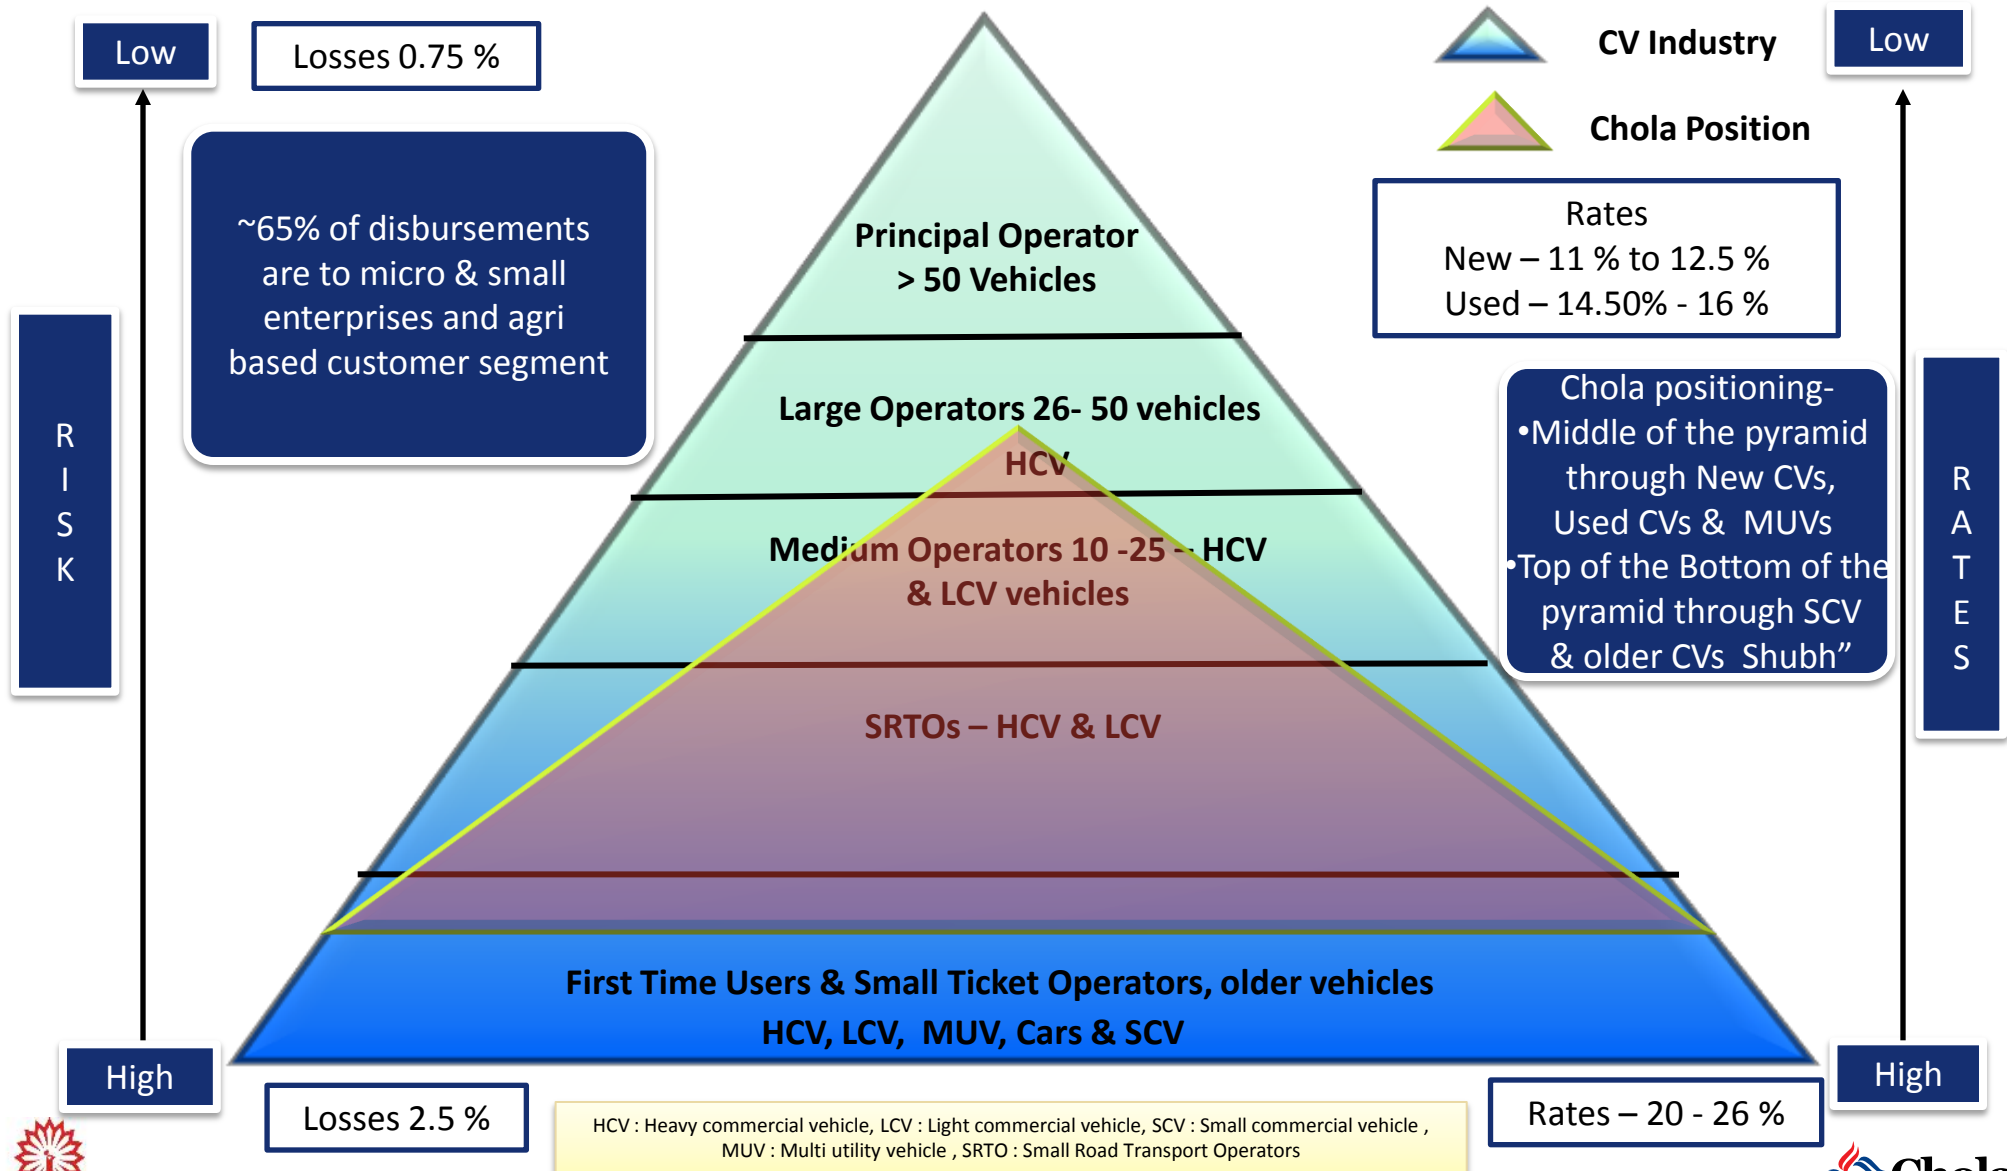 Low
Losses 0.75 %
CV Industry
Low
Chola Position
~65% of disbursements
are to micro & small
enterprises and agri
based customer segment
Rates
New – 11 % to 12.5 %
Used – 14.50% - 16 %
Principal Operator
> 50 Vehicles
R
I
S
K
Large Operators 26- 50 vehicles
HCV
Chola positioning-
•Middle of the pyramid
through New CVs,
Used CVs & MUVs
•Top of the Bottom of the
pyramid through SCV
& older CVs Shubh”
R
A
T
E
S
Medium Operators 10 -25 – HCV
& LCV vehicles
SRTOs – HCV & LCV
First Time Users & Small Ticket Operators, older vehicles
HCV, LCV, MUV, Cars & SCV
High
Losses 2.5 %
Rates – 20 - 26 %
High
HCV : Heavy commercial vehicle, LCV : Light commercial vehicle, SCV : Small commercial vehicle ,
MUV : Multi utility vehicle , SRTO : Small Road Transport Operators
Chola